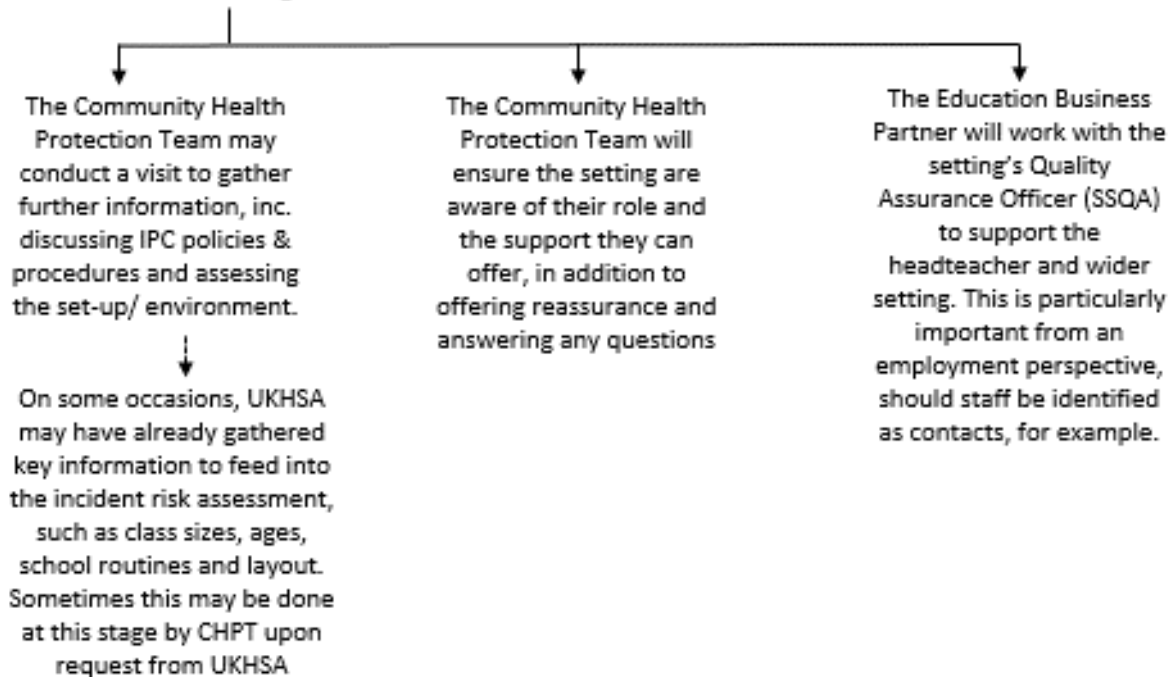 The Community Health
Protection Team may
conduct a visit to gather
further information, inc.
discussing IPC policies &
procedures and assessing
the set-up/ environment.
On some occasions, UKHSA
may have already gathered
key information to feed into
the incident risk assessment,
such as class sizes, ages,
school routines and layout.
Sometimes this may be done
at this stage by CHPT upon
request from UKHSA
The Community Health
Protection Team will
ensure the setting are
aware of their role and
the support they can
offer, in addition to
offering reassurance and
answering any questions
The Education Business
Partner will work with the
setting’s Quality
Assurance Officer (SSQA)
to support the
headteacher and wider
setting. This is particularly
important from an
employment perspective,
should staff be identified
as contacts, for example.